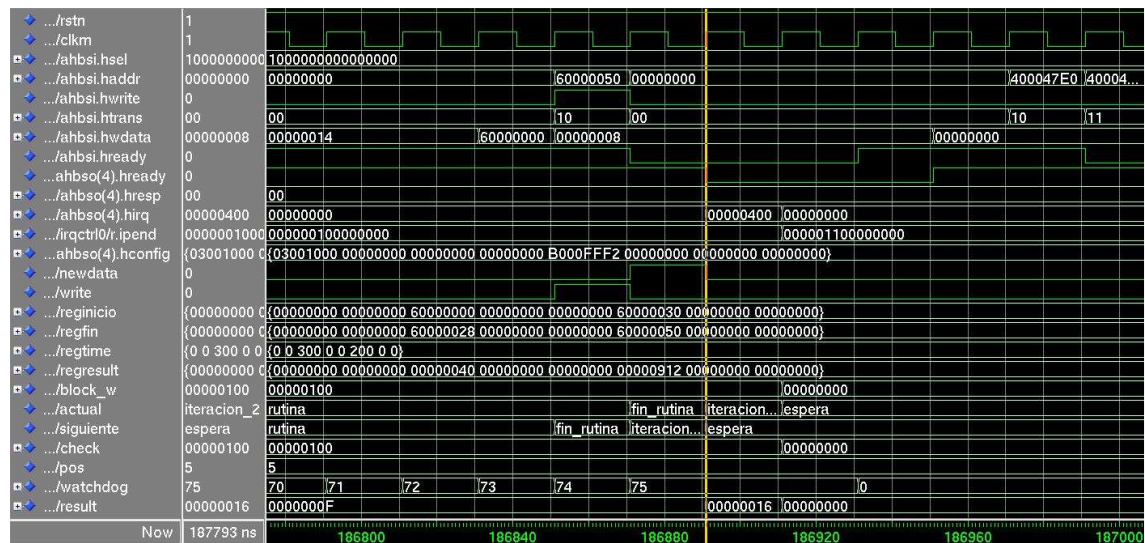 .../rstn 1
.../clkm 1
.../ahbsi.hsel 1000000000 1000000000000000
.../ahbsi.haddr 00000000 00000000 60000050 00000000 400047E0 40004...
.../ahbsi.hwrite 0
.../ahbsi.htrans 00 00 10 00 10 11
.../ahbsi.hwdata 00000008 00000014 60000000 00000008 00000000
.../ahbsi.hready 0
...ahbso(4).hready 0
.../ahbso(4).hresp 00 00
.../ahbso(4).hirq 00000400 00000000 00000400 00000000
.../irqctrl0/r.ipend 0000001000 000000100000000 000001100000000
...ahbso(4).hconfig {03001000 0 {03001000 00000000 00000000 00000000 B000FFF2 00000000 00000000 00000000}
.../newdata 0
.../write 0
.../reginicio {00000000 0 {00000000 00000000 60000000 00000000 00000000 60000030 00000000 00000000}
.../regfin {00000000 0 {00000000 00000000 60000028 00000000 00000000 60000050 00000000 00000000}
.../regtime {0 0 300 0 0 {0 0 300 0 0 200 0 0}
.../regresult {00000000 0 {00000000 00000000 00000040 00000000 00000000 00000912 00000000 00000000}
.../block_w 00000100 00000100 00000000
.../actual iteracion_2 rutina fin_rutina iteracion... espera
.../siguiente espera rutina fin_rutina iteracion... espera
.../check 00000100 00000100 00000000
.../pos 5 5
.../watchdog 75 70 71 72 73 74 75 0
.../result 00000016 0000000F 00000016 00000000
Now 187793 ns 186800 186840 186880 186920 186960 187000